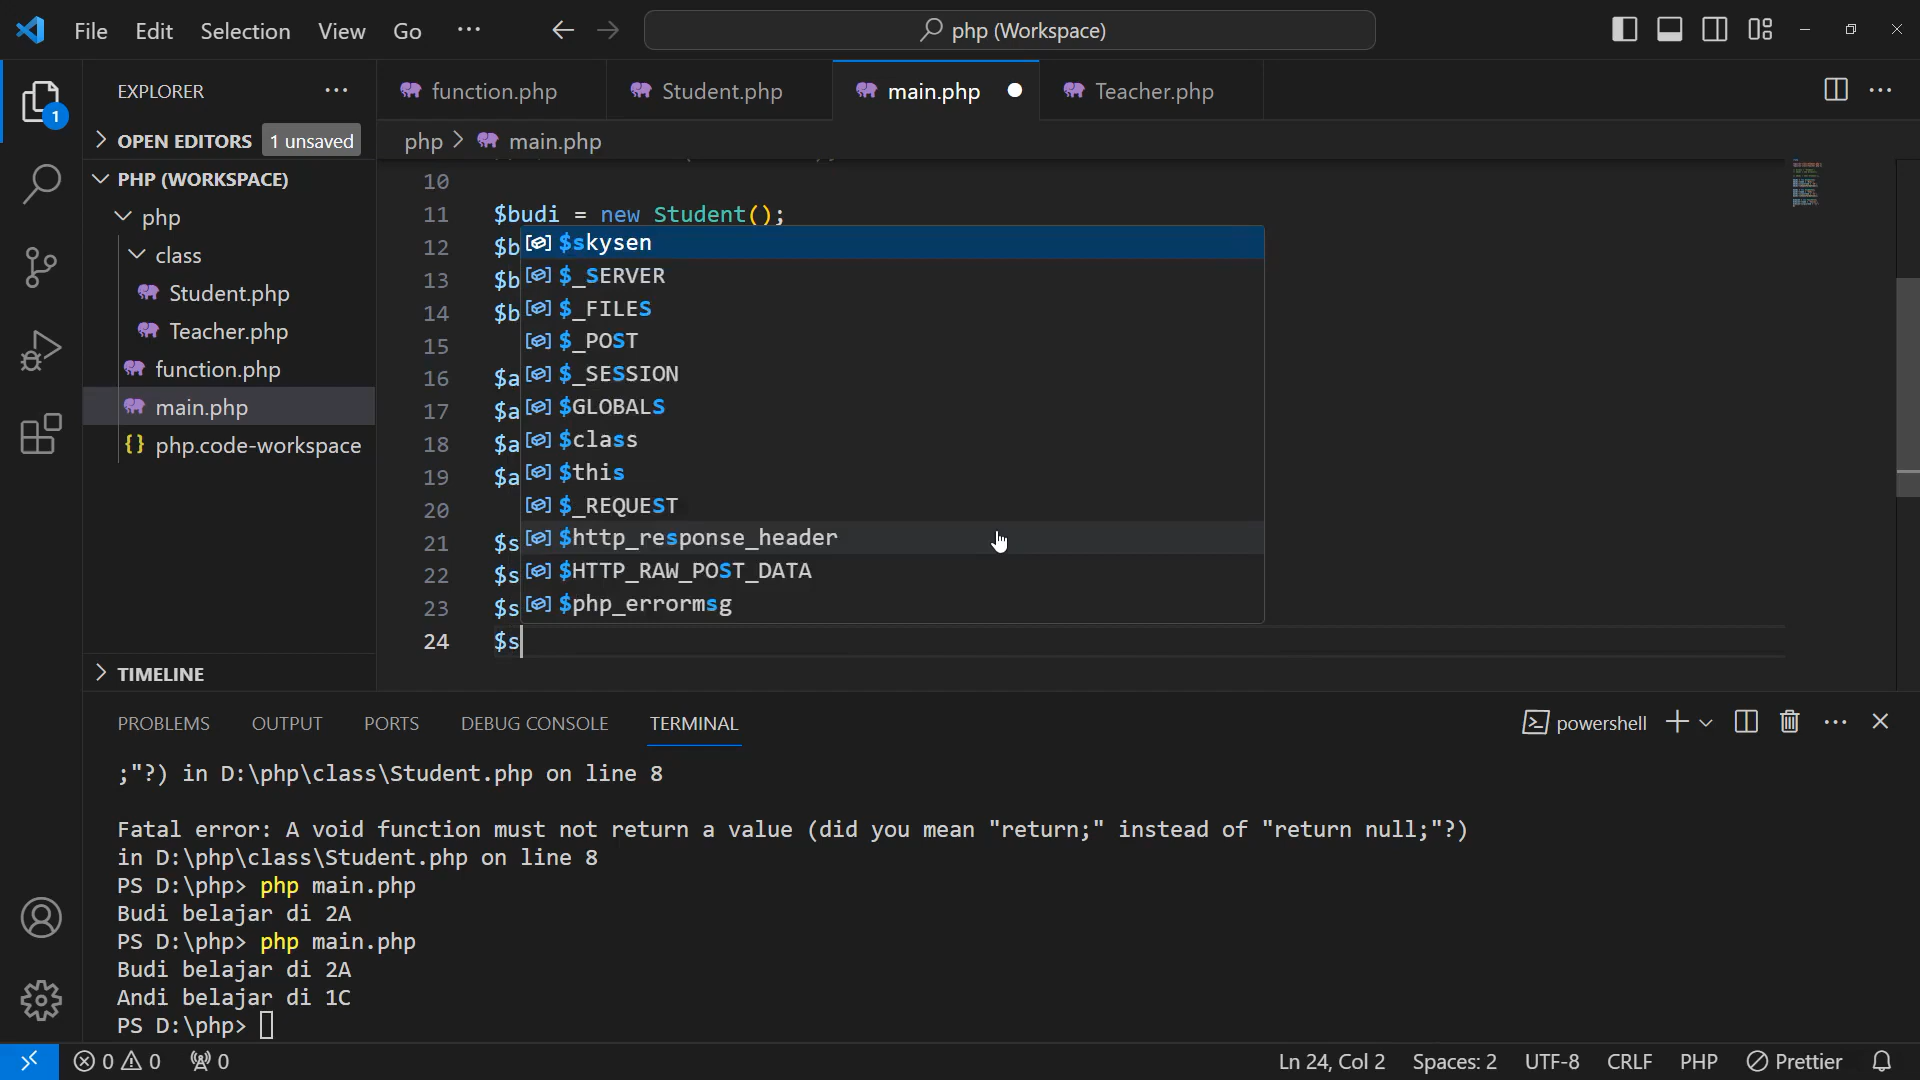 File Edit Selection View Go ···
php (Workspace)
EXPLORER ···
OPEN EDITORS 1 unsaved
PHP (WORKSPACE)
php
class
Student.php
Teacher.php
function.php
main.php
php.code-workspace
TIMELINE
1
function.php Student.php main.php Teacher.php
php > main.php
10
11 $budi = new Student();
12 $b
13 $b
14 $b
15
16 $a
17 $a
18 $a
19 $a
20
21 $s
22 $s
23 $s
24 $s
$skysen
$_SERVER
$_FILES
$_POST
$_SESSION
$GLOBALS
$class
$this
$_REQUEST
$http_response_header
$HTTP_RAW_POST_DATA
$php_errormsg
PROBLEMS OUTPUT PORTS DEBUG CONSOLE TERMINAL
powershell
;"?) in D:\php\class\Student.php on line 8
Fatal error: A void function must not return a value (did you mean "return;" instead of "return null;"?)
in D:\php\class\Student.php on line 8
PS D:\php> php main.php
Budi belajar di 2A
PS D:\php> php main.php
Budi belajar di 2A
Andi belajar di 1C
PS D:\php>
0 0 0
Ln 24, Col 2 Spaces: 2 UTF-8 CRLF PHP Prettier